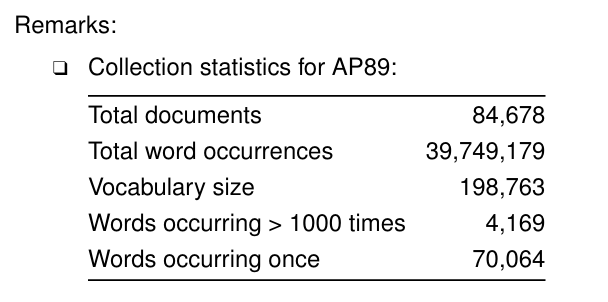 Remarks:
❑ Collection statistics for AP89:
Total documents 84,678
Total word occurrences 39,749,179
Vocabulary size 198,763
Words occurring > 1000 times 4,169
Words occurring once 70,064